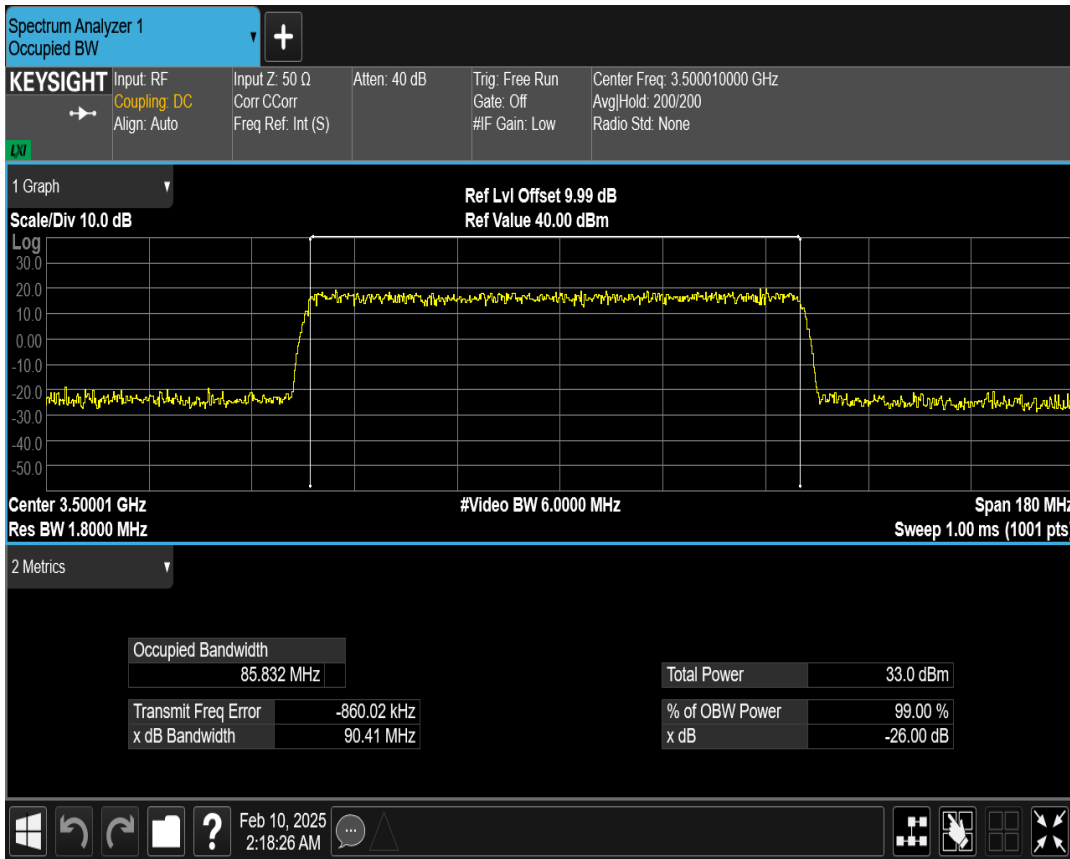 Spectrum Analyzer 1
Occupied BW
KEYSIGHT
LXI
Input: RF
Coupling: DC
Align: Auto
Input Z: 50 Ω
Corr CCorr
Freq Ref: Int (S)
Atten: 40 dB
Trig: Free Run
Gate: Off
#IF Gain: Low
Center Freq: 3.500010000 GHz
Avg|Hold: 200/200
Radio Std: None
1 Graph
Ref Lvl Offset 9.99 dB
Scale/Div 10.0 dB
Ref Value 40.00 dBm
Log
30.0
20.0
10.0
0.00
-10.0
-20.0
-30.0
-40.0
-50.0
Center 3.50001 GHz
#Video BW 6.0000 MHz
Span 180 MHz
Res BW 1.8000 MHz
Sweep 1.00 ms (1001 pts)
2 Metrics
Occupied Bandwidth
85.832 MHz
Total Power 33.0 dBm
Transmit Freq Error -860.02 kHz
% of OBW Power 99.00 %
x dB Bandwidth 90.41 MHz
x dB -26.00 dB
Feb 10, 2025
2:18:26 AM